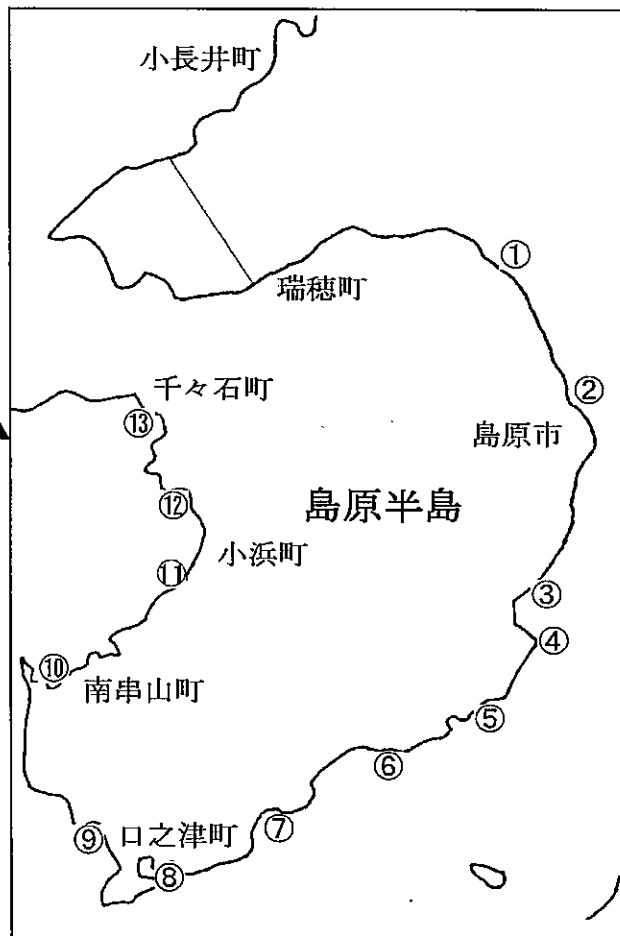 小長井町
①
瑞穂町
千々石町
②
⑬
島原市
島原半島
⑫
小浜町
⑪
③
④
⑩
南串山町
⑤
⑥
⑦
⑨
口之津町
⑧